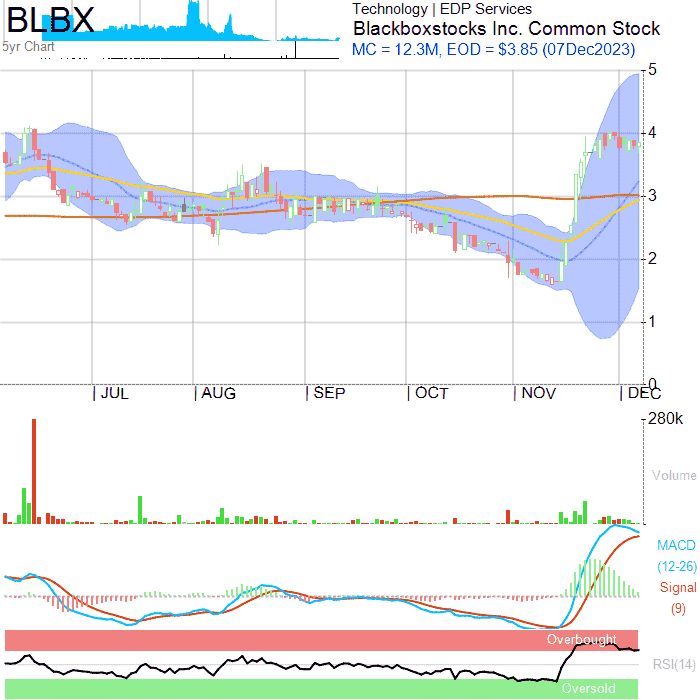 BLBX
5yr Chart
Technology | EDP Services
Blackboxstocks Inc. Common Stock
MC = 12.3M, EOD = $3.85 (07Dec2023)
5
4
3
2
1
0
JUL AUG SEP OCT NOV DEC
280k
Volume
MACD
(12-26)
Signal
(9)
Overbought
RSI(14)
Oversold